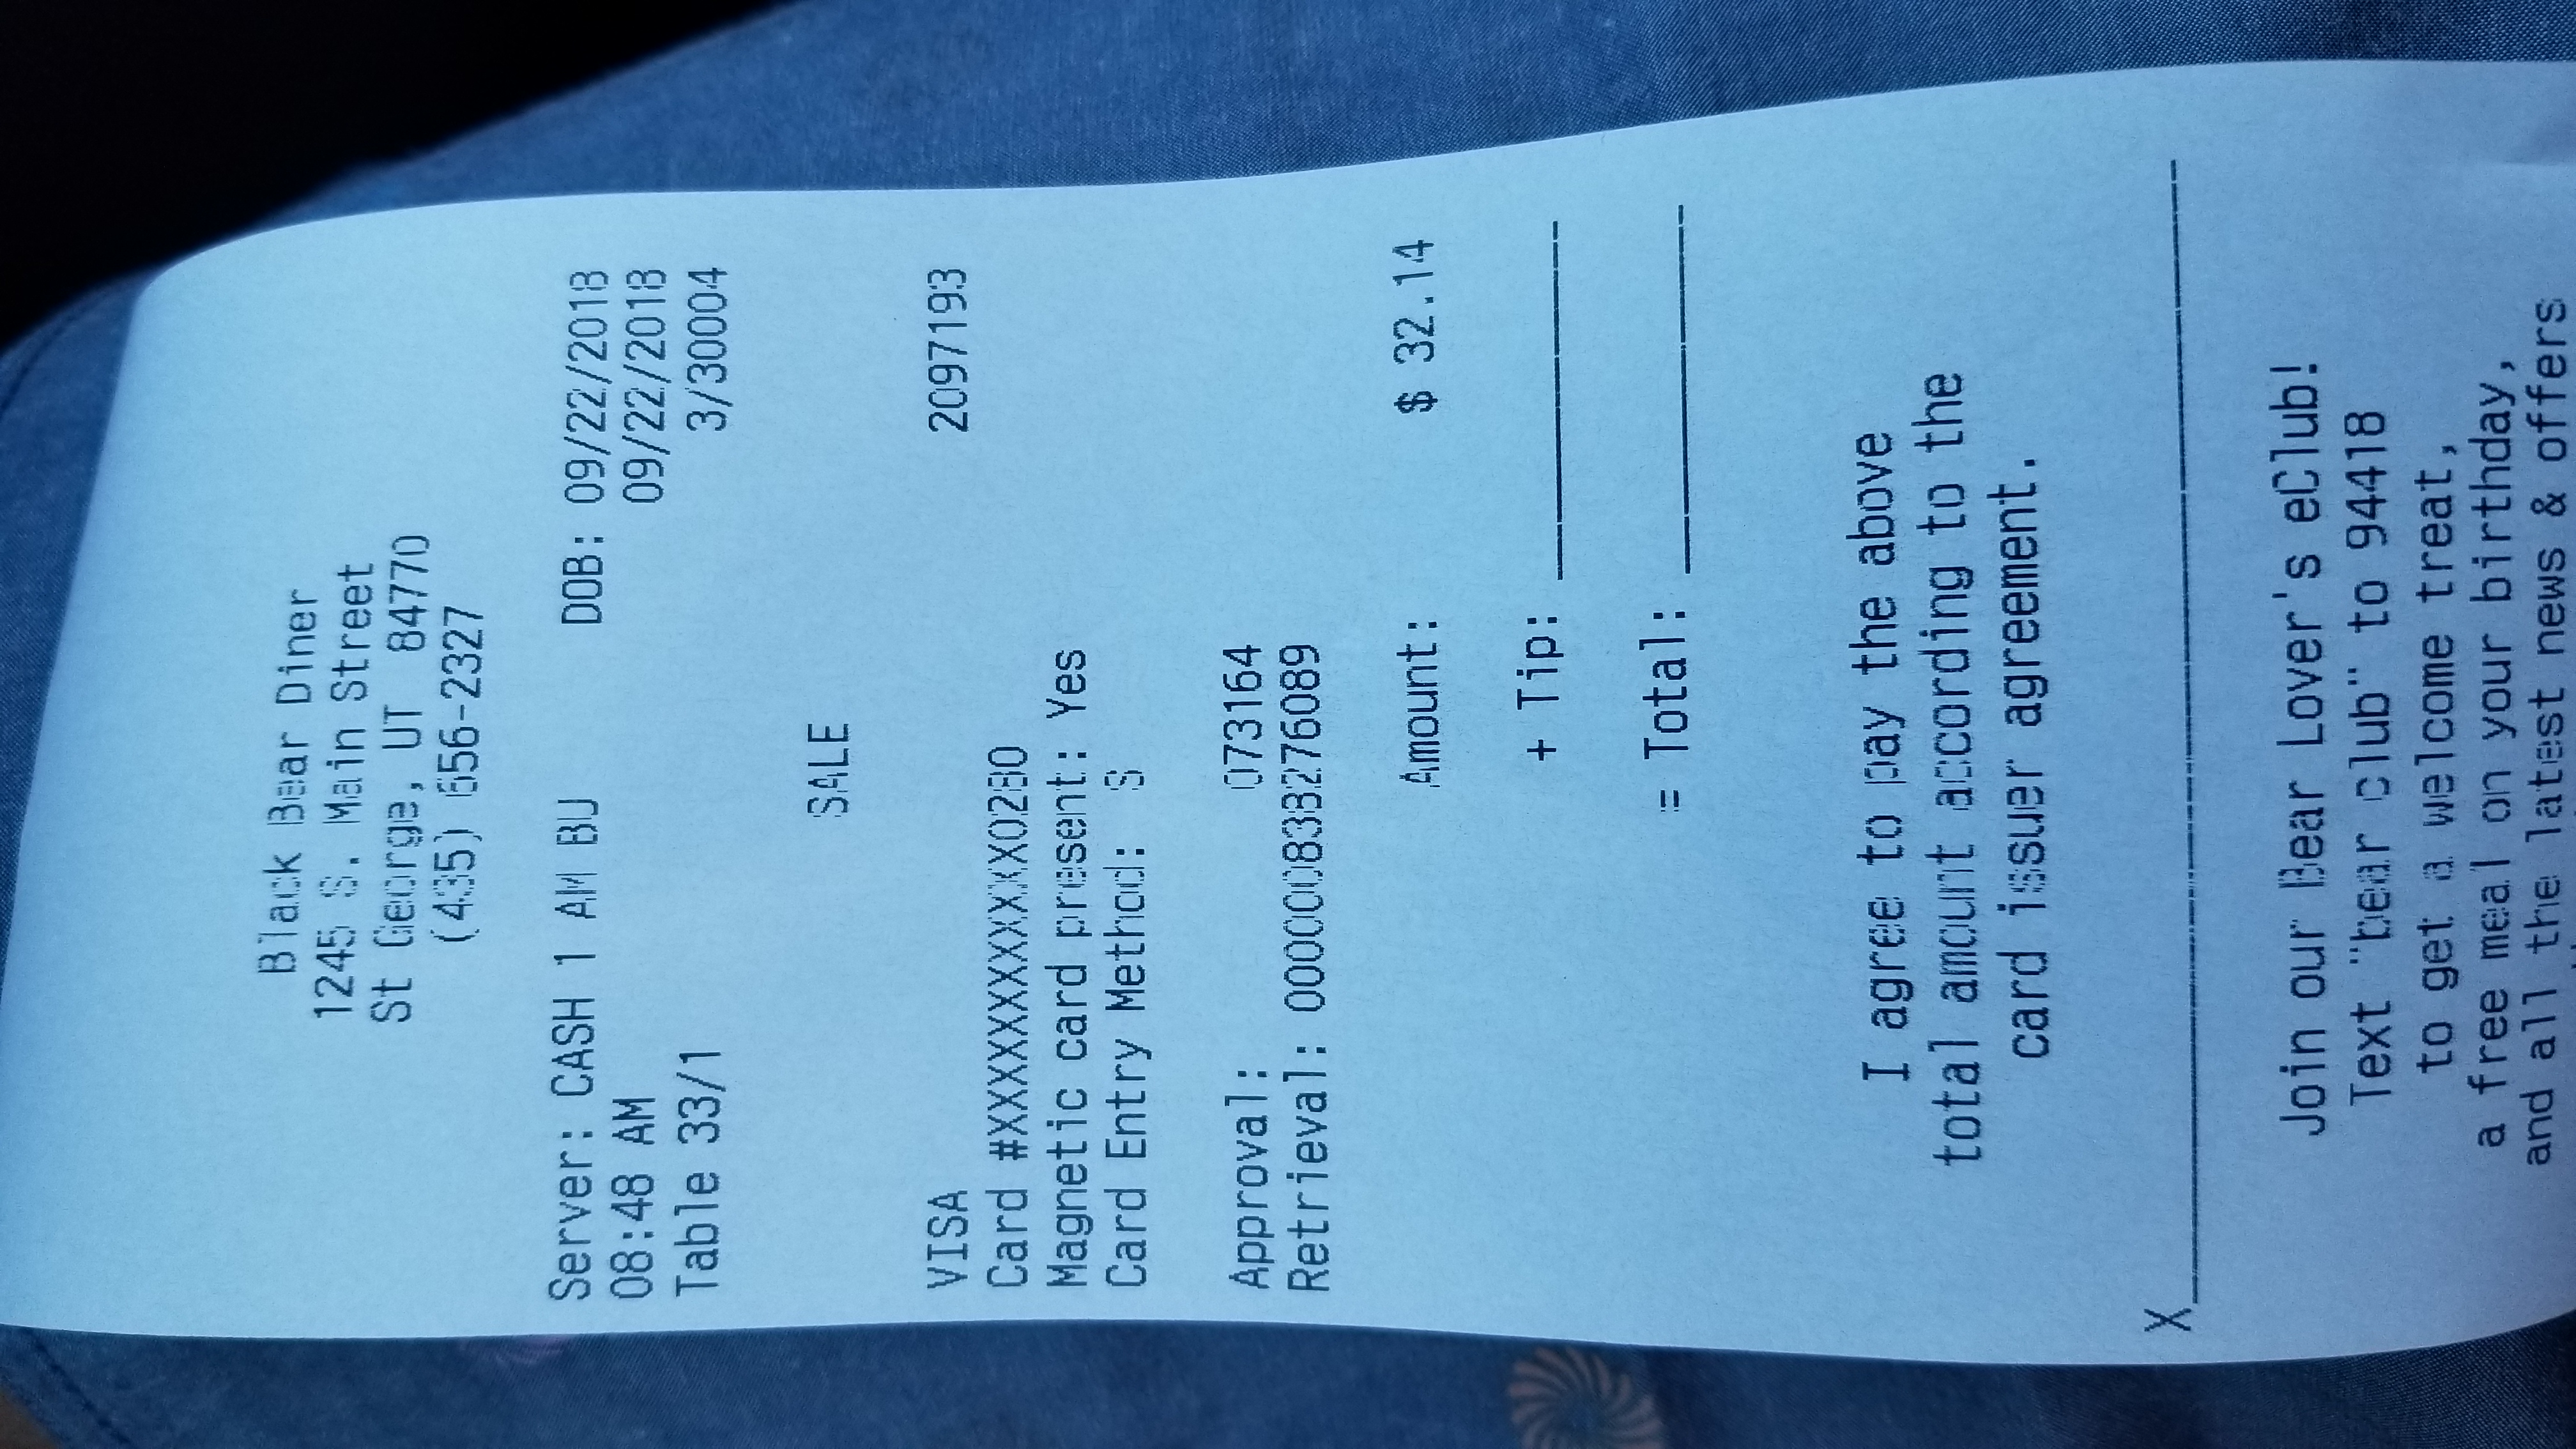 Black Bear Diner
1245 S. Main Street
St George, UT 84770
(435) 656-2327
Server: CASH 1 AM BU DOB: 09/22/2018
08:48 AM 09/22/2018
Table 33/1 3/30004
SALE
VISA 2097193
Card #XXXXXXXXXXXX0280
Magnetic card present: Yes
Card Entry Method: S
Approval: 073164
Retrieval: 000000838276089
Amount: $ 32.14
+ Tip: ______________
= Total: ______________
I agree to pay the above
total amount according to the
card issuer agreement.
X______________________________________________
Join our Bear Lover's eClub!
Text "bear club" to 94418
to get a welcome treat,
a free meal on your birthday,
and all the latest news & offers